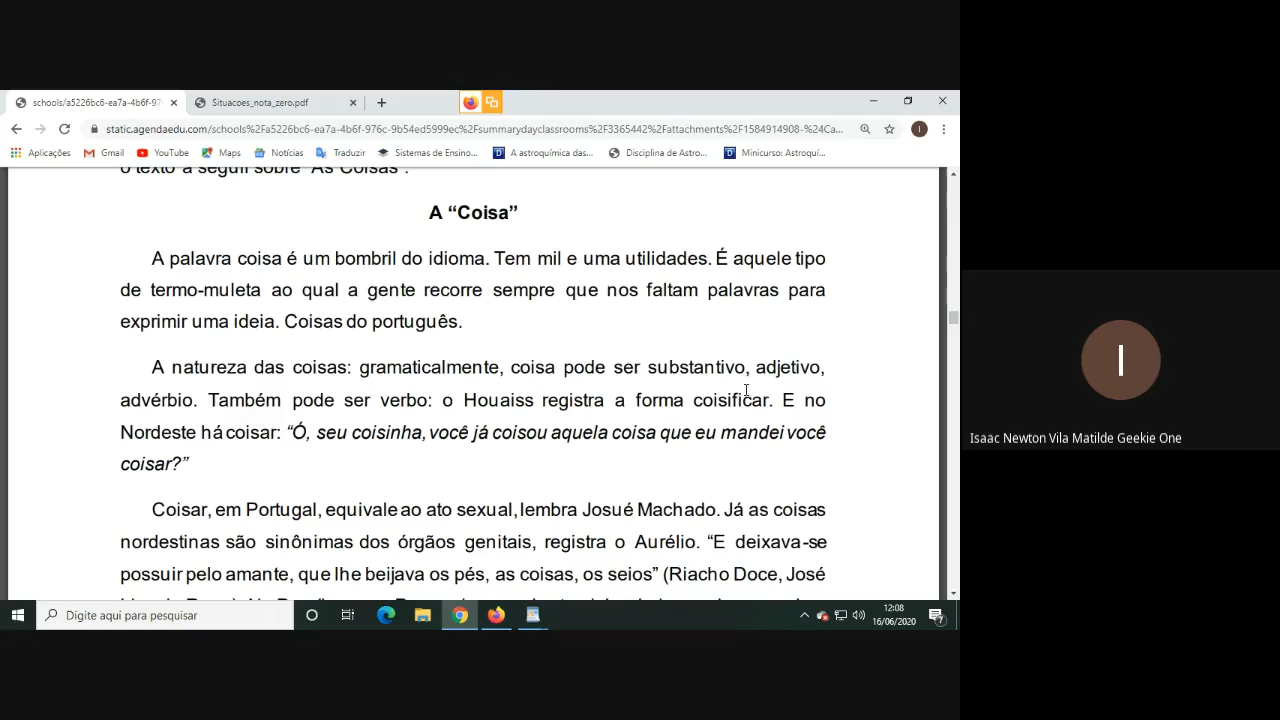 schools/a5226bc6-ea7a-4b6f-97
Situacoes_nota_zero.pdf
static.agendaedu.com/schools%2Fa5226bc6-ea7a-4b6f-976c-9b54ed5999ec%2Fsummarydayclassrooms%2F3365442%2Fattachments%2F1584914908-%24Ca...
Aplicações
Gmail
YouTube
Maps
Notícias
Traduzir
Sistemas de Ensino...
A astroquímica das...
Disciplina de Astro...
Minicurso: Astroquí...
o texto a seguir sobre "As Coisas".
A “Coisa”
A palavra coisa é um bombril do idioma. Tem mil e uma utilidades. É aquele tipo
de termo-muleta ao qual a gente recorre sempre que nos faltam palavras para
exprimir uma ideia. Coisas do português.
A natureza das coisas: gramaticalmente, coisa pode ser substantivo, adjetivo,
advérbio. Também pode ser verbo: o Houaiss registra a forma coisificar. E no
Nordeste há coisar: “Ó, seu coisinha, você já coisou aquela coisa que eu mandei você
coisar?”
Coisar, em Portugal, equivale ao ato sexual, lembra Josué Machado. Já as coisas
nordestinas são sinônimas dos órgãos genitais, registra o Aurélio. “E deixava-se
possuir pelo amante, que lhe beijava os pés, as coisas, os seios” (Riacho Doce, José
Digite aqui para pesquisar
12:08
16/06/2020
7
I
I
Isaac Newton Vila Matilde Geekie One